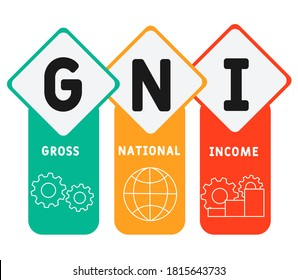 G N I
GROSS NATIONAL INCOME
shutterstock.com · 1815643733